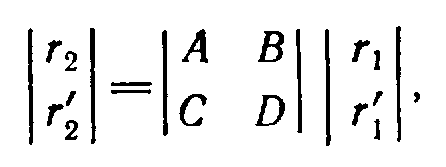 |r₂| = |A B| |r₁|,
|r′₂| |C D| |r′₁|